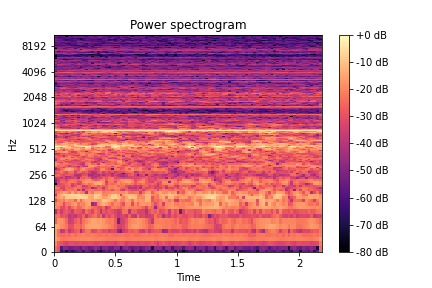 Power spectrogram
8192
4096
2048
1024
512
256
128
64
0
Hz
0 0.5 1 1.5 2
Time
+0 dB
-10 dB
-20 dB
-30 dB
-40 dB
-50 dB
-60 dB
-70 dB
-80 dB